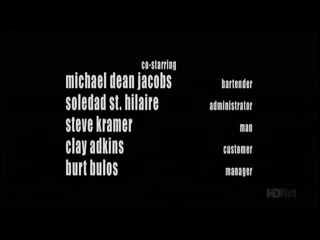 co-starring
michael dean jacobs bartender
soledad st. hilaire administrator
steve kramer man
clay adkins customer
burt bulos manager
HDNet